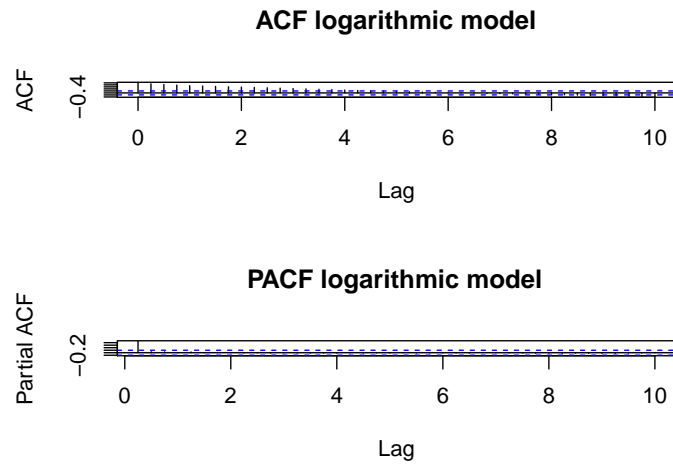 ACF logarithmic model
ACF
−0.4
0 2 4 6 8 10
Lag
PACF logarithmic model
Partial ACF
−0.2
0 2 4 6 8 10
Lag